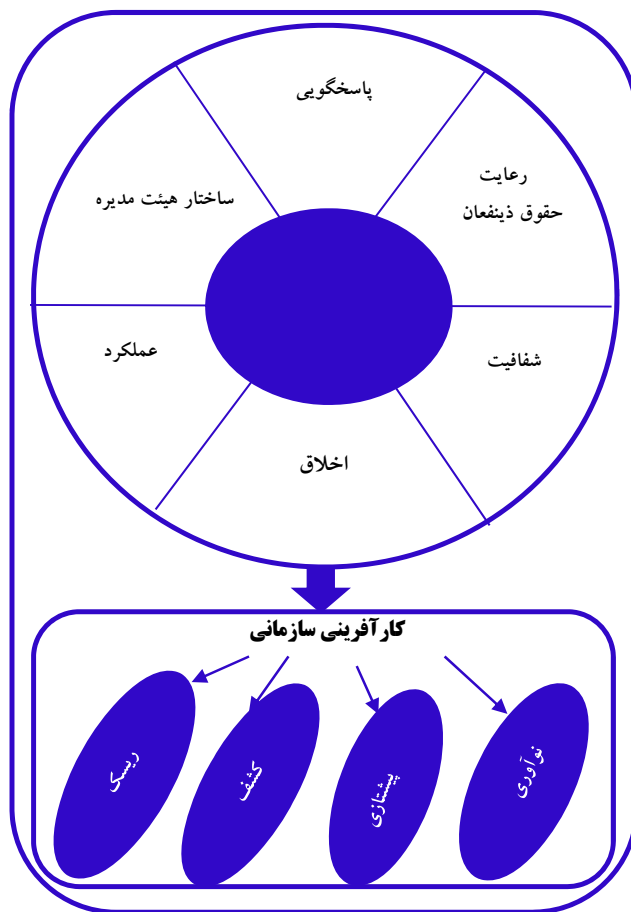 پاسخگویی
رعایت
حقوق ذینفعان
ساختار هیئت مدیره
شفافیت
عملکرد
اخلاق
کارآفرینی سازمانی
نوآوری
پیشتازی
کشف
ریسک